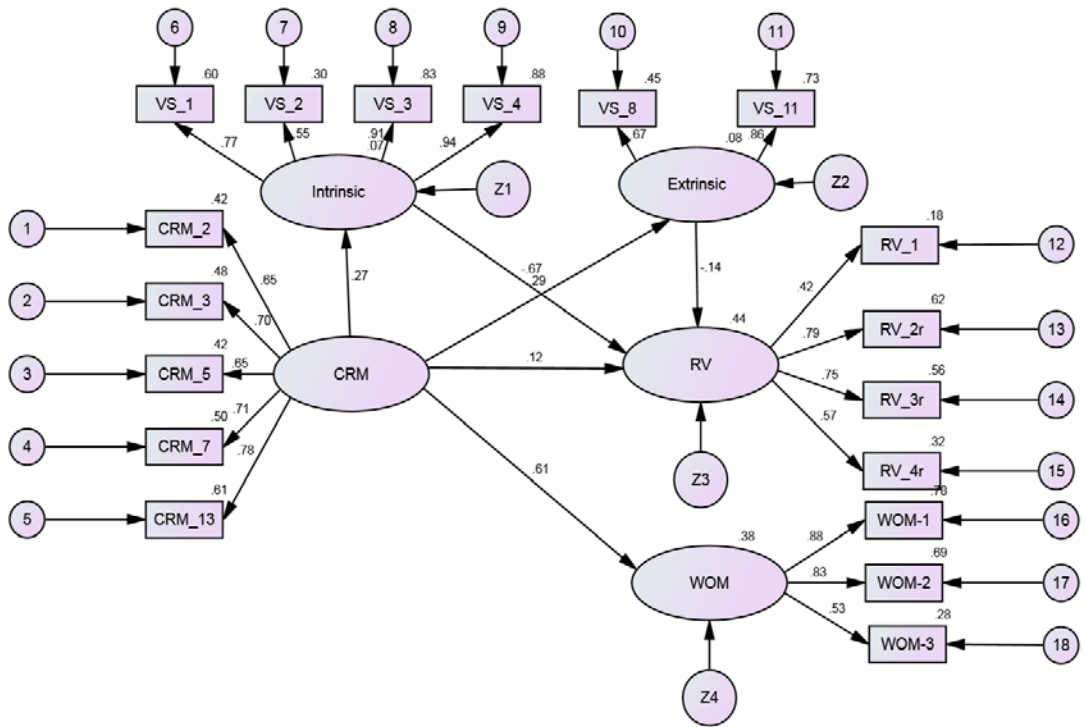 6
7
8
9
10
11
.60
.30
.83
.88
.45
.73
VS_1
VS_2
VS_3
VS_4
VS_8
VS_11
.77
.55
.91
.07
.94
.67
.08
.86
Intrinsic
Z1
Extrinsic
Z2
1
.42
CRM_2
.65
2
.48
CRM_3
.70
3
.42
CRM_5
.65
4
.50
CRM_7
.71
5
.61
CRM_13
.78
.27
-.67
.29
-.14
CRM
.12
.44
RV
Z3
.61
.18
RV_1
12
.42
.62
RV_2r
13
.79
.56
RV_3r
14
.75
.32
RV_4r
15
.57
.78
WOM-1
16
.88
.38
WOM
Z4
.69
WOM-2
17
.83
.28
WOM-3
18
.53